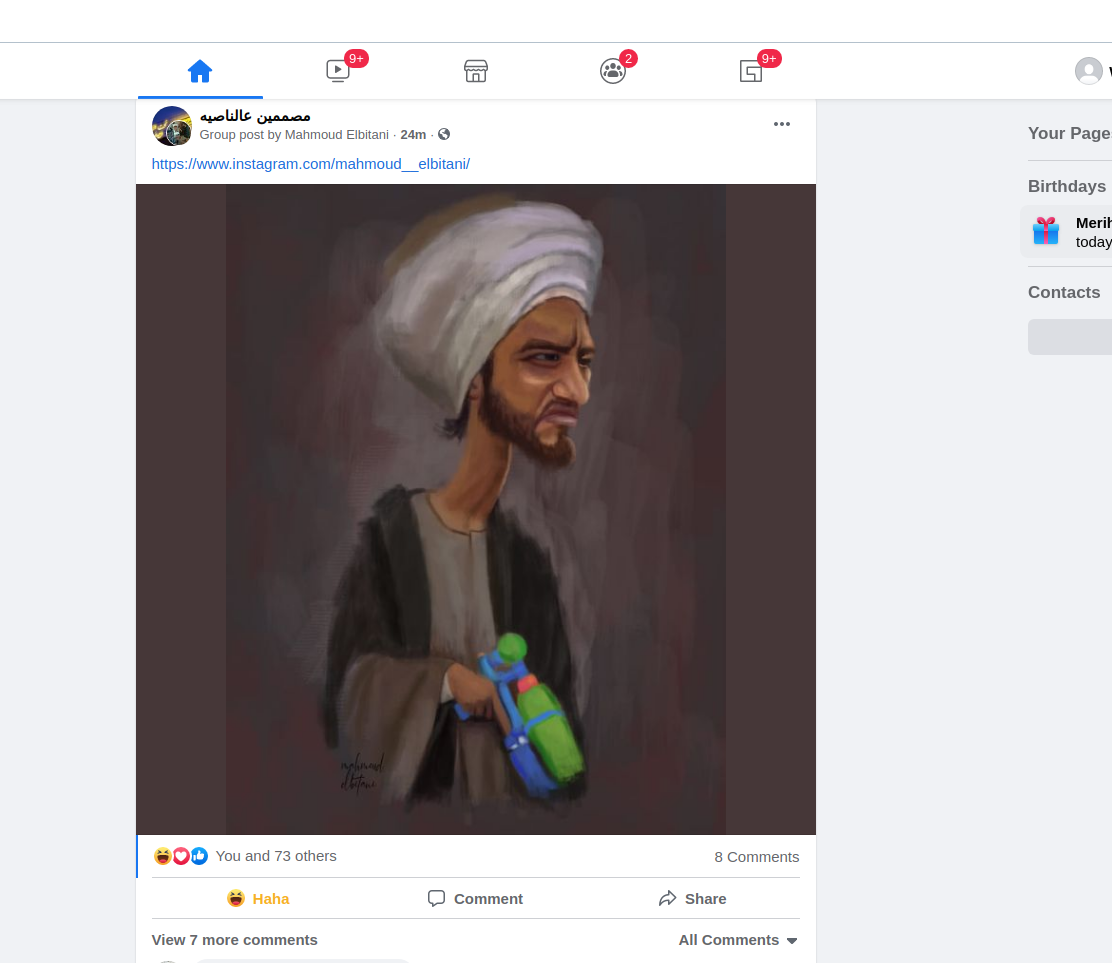 9+
2
9+
مصممين عالناصيه
Group post by Mahmoud Elbitani · 24m ·
https://www.instagram.com/mahmoud__elbitani/
Your Pages
Birthdays
Merih
today
Contacts
mahmoud
elbitani
You and 73 others
8 Comments
Haha
Comment
Share
View 7 more comments
All Comments